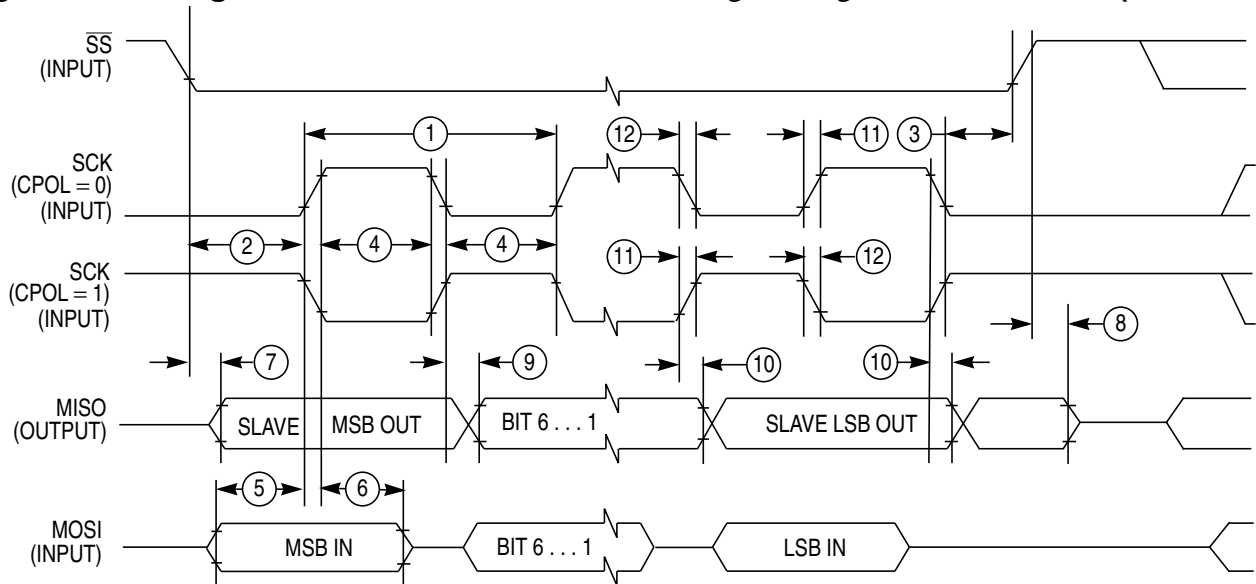 SS
(INPUT)
1
12
11
3
SCK
(CPOL = 0)
(INPUT)
2
4
4
11
12
SCK
(CPOL = 1)
(INPUT)
8
7
9
10
10
MISO
(OUTPUT)
SLAVE
MSB OUT
BIT 6 . . . 1
SLAVE LSB OUT
5
6
MOSI
(INPUT)
MSB IN
BIT 6 . . . 1
LSB IN